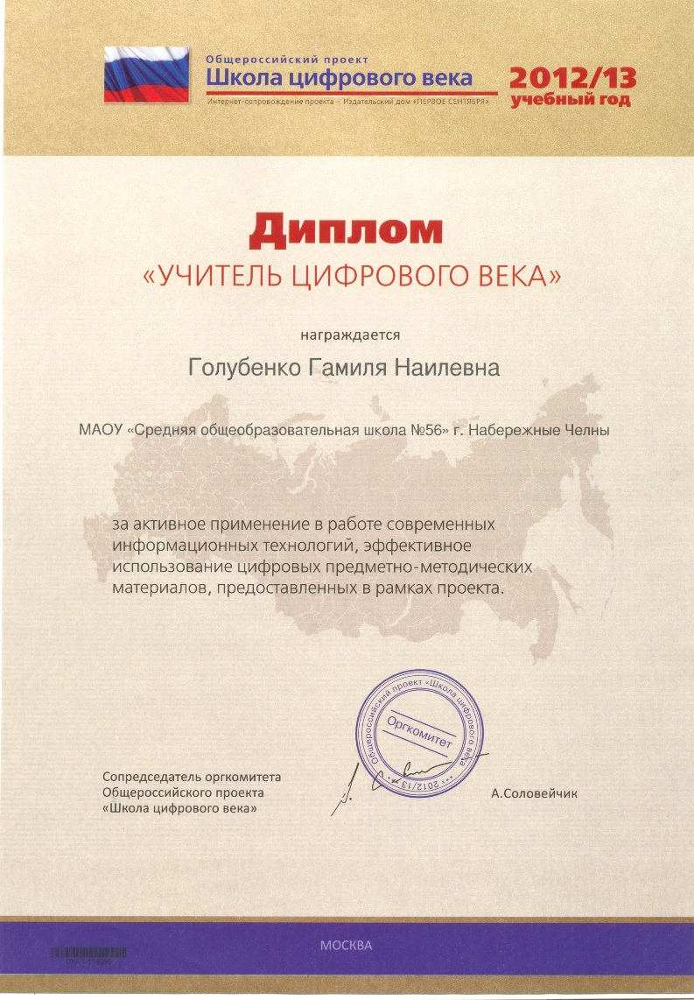 Общероссийский проект
Школа цифрового века
Интернет-сопровождение проекта – Издательский дом «ПЕРВОЕ СЕНТЯБРЯ»
2012/13
учебный год
Диплом
«УЧИТЕЛЬ ЦИФРОВОГО ВЕКА»
награждается
Голубенко Гамиля Наилевна
МАОУ «Средняя общеобразовательная школа №56» г. Набережные Челны
за активное применение в работе современных
информационных технологий, эффективное
использование цифровых предметно-методических
материалов, предоставленных в рамках проекта.
Общероссийский проект «Школа цифрового века
Оргкомитет
*** 2012/13 ***
Сопредседатель оргкомитета
Общероссийского проекта
«Школа цифрового века»
А.Соловейчик
МОСКВА